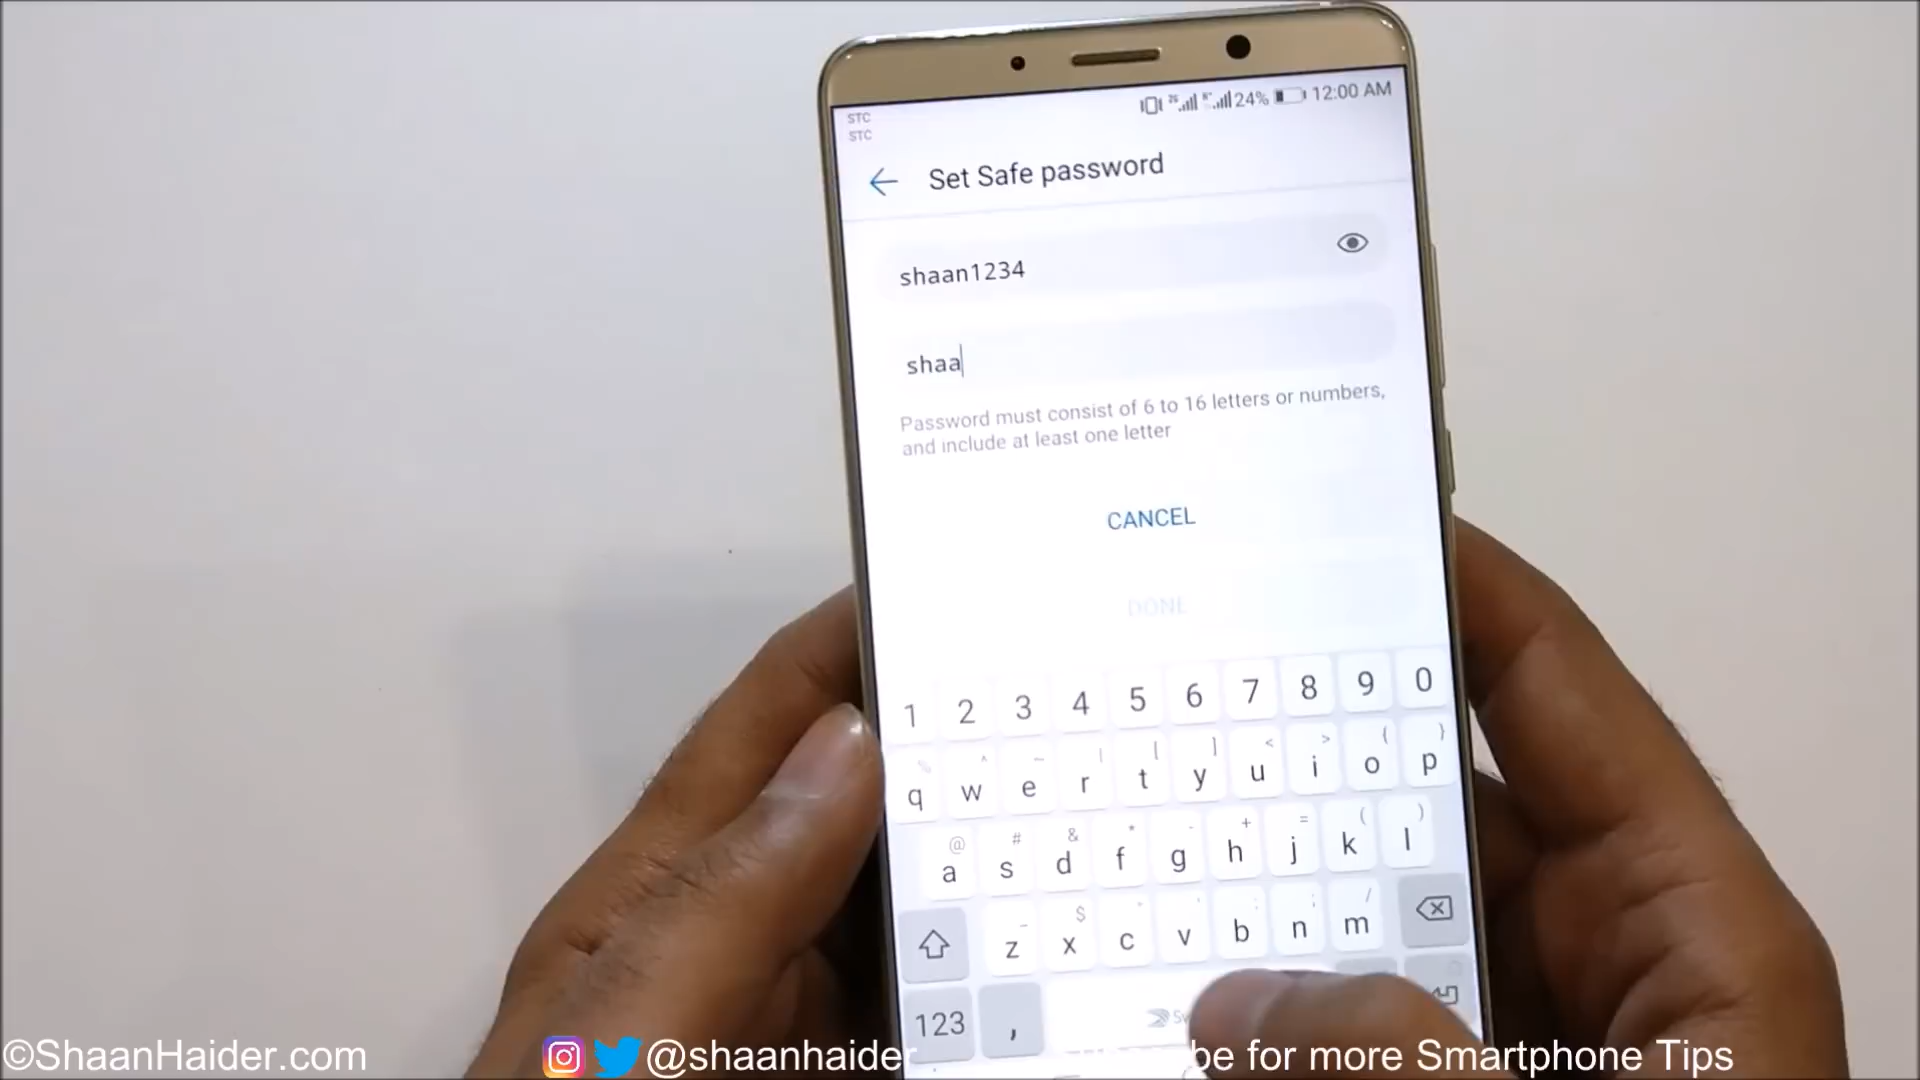 STC
STC
24% 12:00 AM
Set Safe password
shaan1234
shaa
Password must consist of 6 to 16 letters or numbers,
and include at least one letter
CANCEL
DONE
1 2 3 4 5 6 7 8 9 0
q w e r t y u i o p
a s d f g h j k l
z x c v b n m
123 ,
©ShaanHaider.com @shaanhaider be for more Smartphone Tips